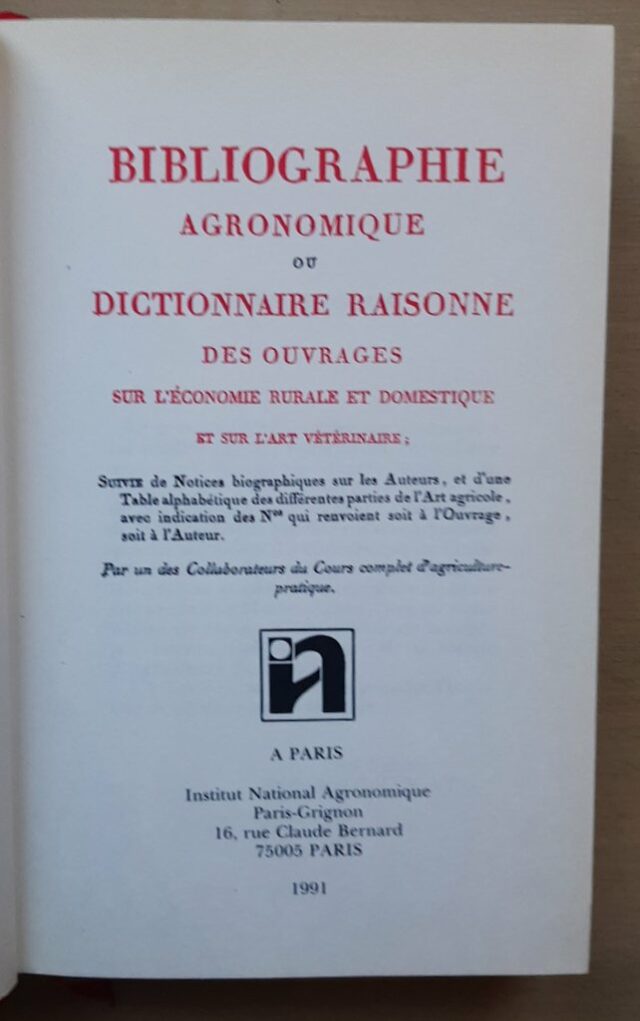 BIBLIOGRAPHIE
AGRONOMIQUE
OU
DICTIONNAIRE RAISONNE
DES OUVRAGES
SUR L'ÉCONOMIE RURALE ET DOMESTIQUE
ET SUR L'ART VÉTÉRINAIRE ;
SUIVIE de Notices biographiques sur les Auteurs, et d'une
Table alphabétique des différentes parties de l'Art agricole,
avec indication des Nos qui renvoient soit à l'Ouvrage,
soit à l'Auteur.
Par un des Collaborateurs du Cours complet d'agriculture-
pratique.
in
A PARIS
Institut National Agronomique
Paris-Grignon
16, rue Claude Bernard
75005 PARIS
1991